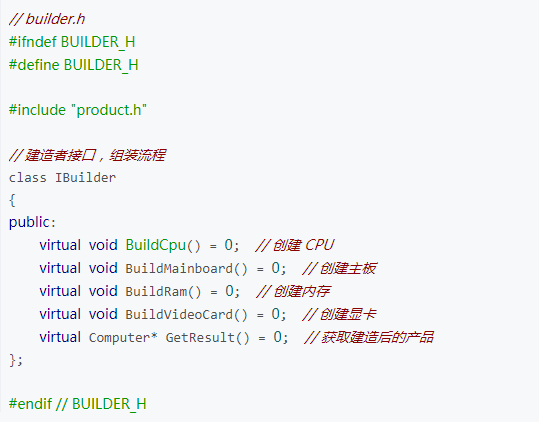 // builder.h
#ifndef BUILDER_H
#define BUILDER_H
#include "product.h"
// 建造者接口，组装流程
class IBuilder
{
public:
    virtual void BuildCpu() = 0;  // 创建 CPU
    virtual void BuildMainboard() = 0;  // 创建主板
    virtual void BuildRam() = 0;  // 创建内存
    virtual void BuildVideoCard() = 0;  // 创建显卡
    virtual Computer* GetResult() = 0;  // 获取建造后的产品
};
#endif // BUILDER_H